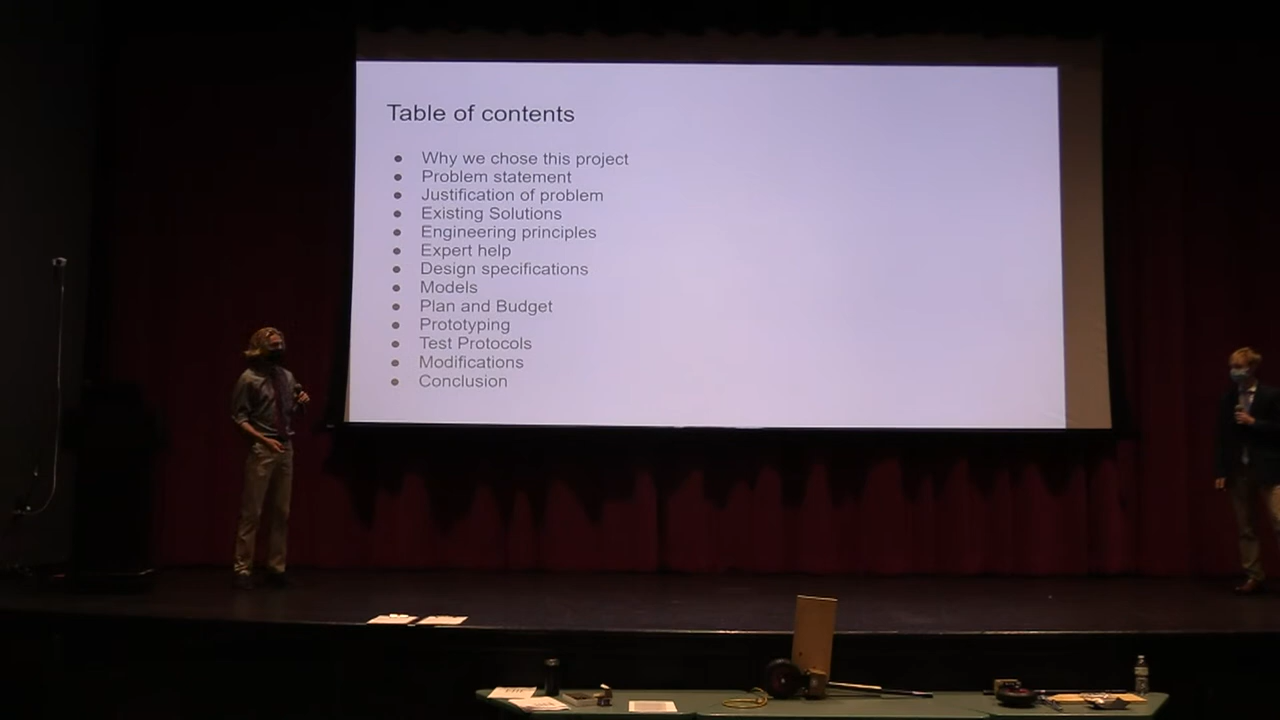 Table of contents
● Why we chose this project
● Problem statement
● Justification of problem
● Existing Solutions
● Engineering principles
● Expert help
● Design specifications
● Models
● Plan and Budget
● Prototyping
● Test Protocols
● Modifications
● Conclusion